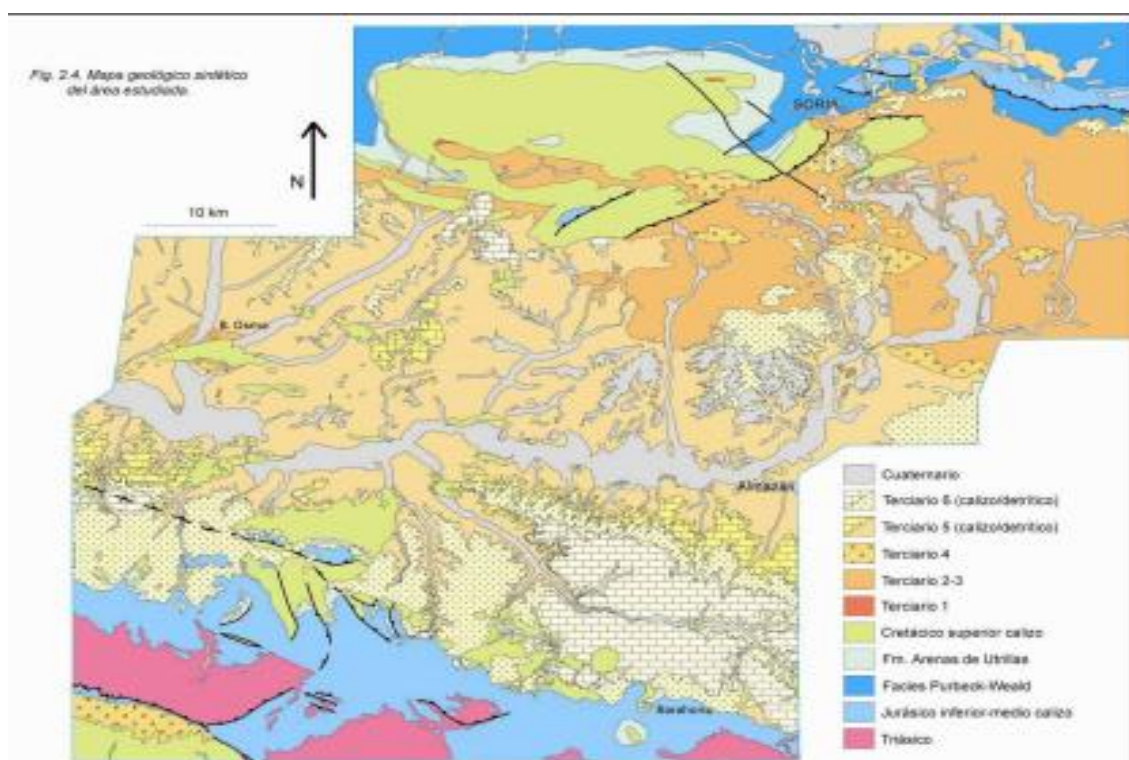 Fig. 2.4. Mapa geológico sintético
del área estudiada.
SORIA
N
10 km
B. Osma
Almazán
Cuaternario
Terciario 6 (calizo/detrítico)
Terciario 5 (calizo/detrítico)
Terciario 4
Terciario 2-3
Terciario 1
Cretácico superior calizo
Fm. Arenas de Utrillas
Facies Purbeck-Weald
Barahona
Jurásico inferior-medio calizo
Triásico